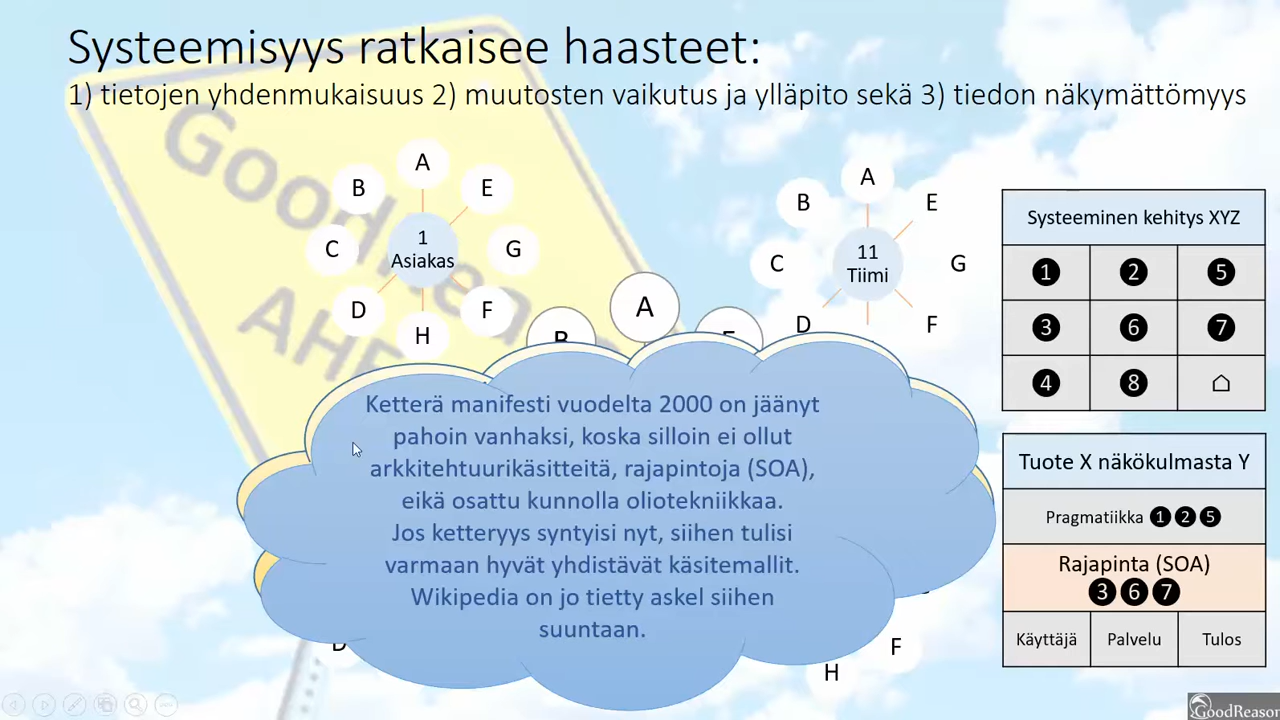 Systeemisyys ratkaisee haasteet:
1) tietojen yhdenmukaisuus 2) muutosten vaikutus ja ylläpito sekä 3) tiedon näkymättömyys
A
B
E
C
1
Asiakas
G
D
F
H
A
B
E
C
11
Tiimi
G
D
F
A
B
Ketterä manifesti vuodelta 2000 on jäänyt
pahoin vanhaksi, koska silloin ei ollut
arkkitehtuurikäsitteitä, rajapintoja (SOA),
eikä osattu kunnolla oliotekniikkaa.
Jos ketteryys syntyisi nyt, siihen tulisi
varmaan hyvät yhdistävät käsitemallit.
Wikipedia on jo tietty askel siihen
suuntaan.
D
F
H
Systeeminen kehitys XYZ
1 2 5
3 6 7
4 8
Tuote X näkökulmasta Y
Pragmatiikka 1 2 5
Rajapinta (SOA)
3 6 7
Käyttäjä Palvelu Tulos
GoodReason